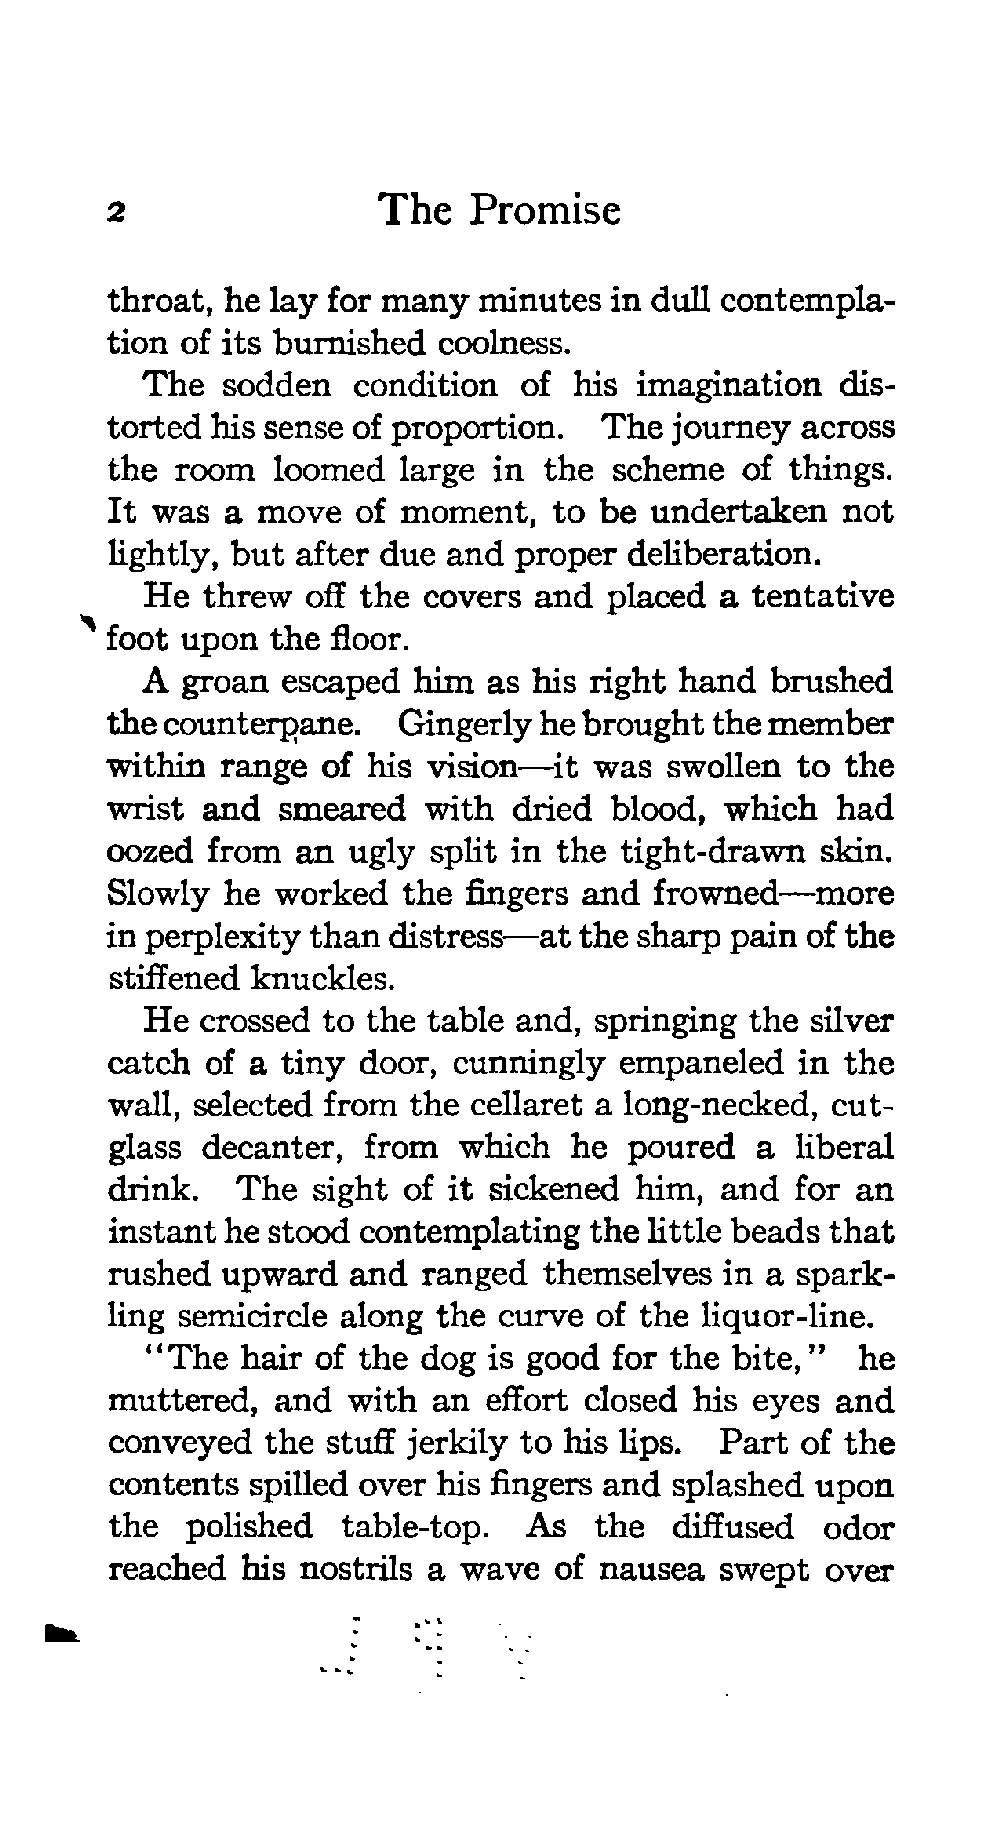 2 The Promise
throat, he lay for many minutes in dull contempla-
tion of its burnished coolness.
The sodden condition of his imagination dis-
torted his sense of proportion. The journey across
the room loomed large in the scheme of things.
It was a move of moment, to be undertaken not
lightly, but after due and proper deliberation.
He threw off the covers and placed a tentative
foot upon the floor.
A groan escaped him as his right hand brushed
the counterpane. Gingerly he brought the member
within range of his vision—it was swollen to the
wrist and smeared with dried blood, which had
oozed from an ugly split in the tight-drawn skin.
Slowly he worked the fingers and frowned—more
in perplexity than distress—at the sharp pain of the
stiffened knuckles.
He crossed to the table and, springing the silver
catch of a tiny door, cunningly empaneled in the
wall, selected from the cellaret a long-necked, cut-
glass decanter, from which he poured a liberal
drink. The sight of it sickened him, and for an
instant he stood contemplating the little beads that
rushed upward and ranged themselves in a spark-
ling semicircle along the curve of the liquor-line.
"The hair of the dog is good for the bite," he
muttered, and with an effort closed his eyes and
conveyed the stuff jerkily to his lips. Part of the
contents spilled over his fingers and splashed upon
the polished table-top. As the diffused odor
reached his nostrils a wave of nausea swept over